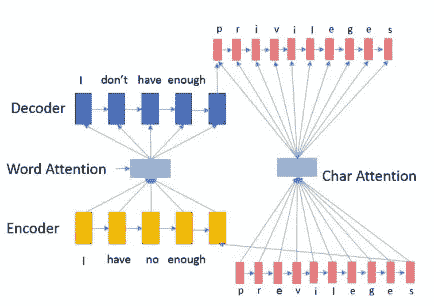 p r i v i l e g e s
I don't have enough
Decoder
Word Attention
Char Attention
Encoder
I have no enough
p r e v i l e g e s